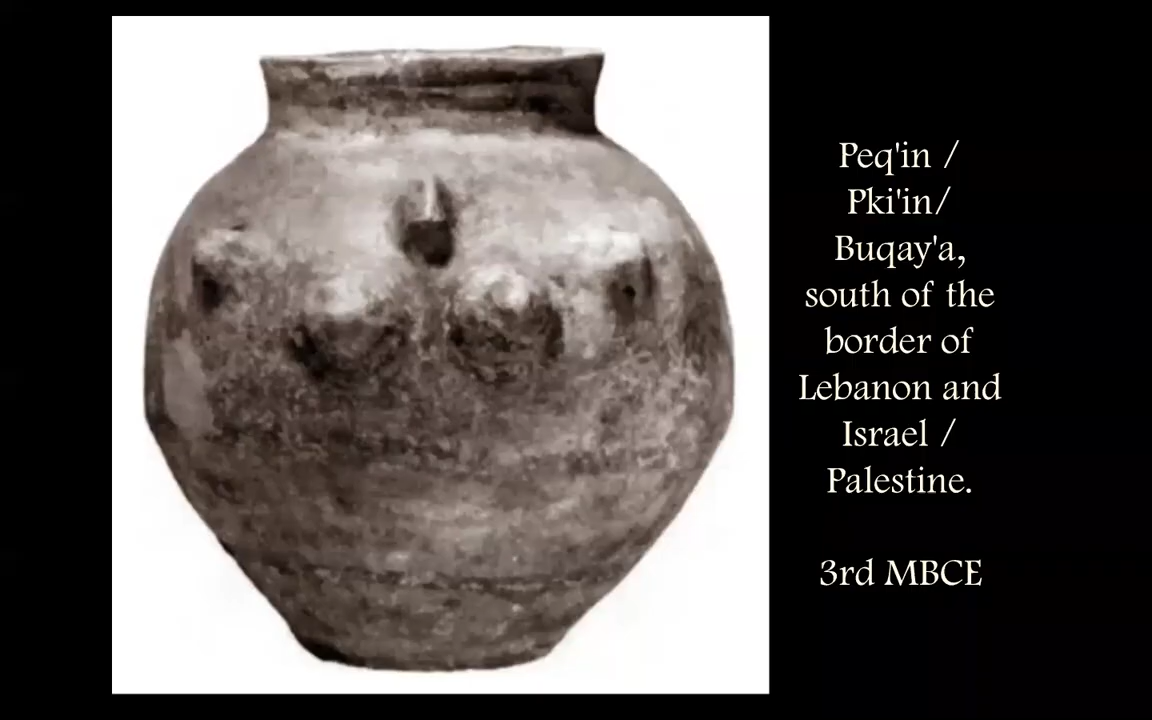 Peq'in /
Pki'in/
Buqay'a,
south of the
border of
Lebanon and
Israel /
Palestine.
3rd MBCE